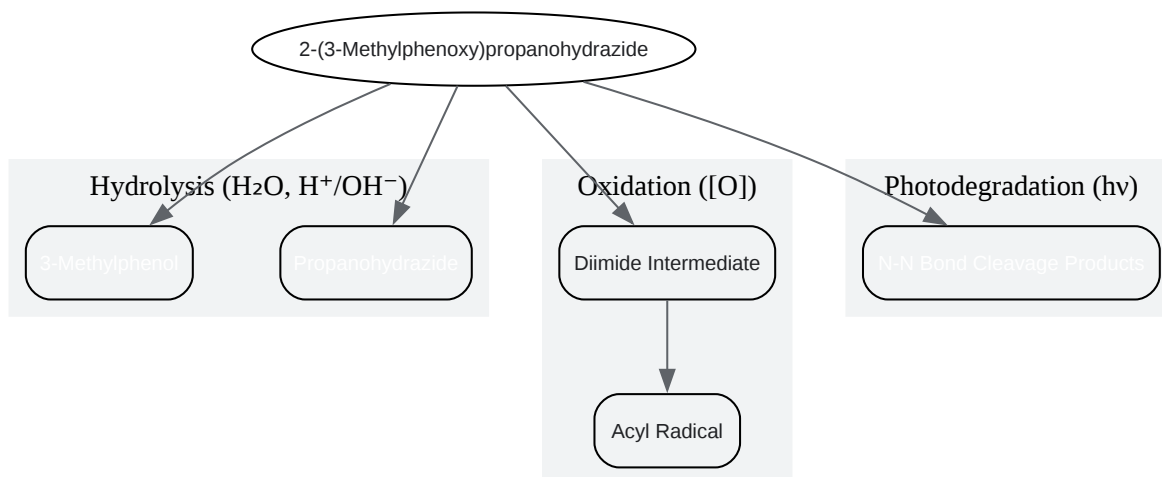 2-(3-Methylphenoxy)propanohydrazide
Hydrolysis (H₂O, H⁺/OH⁻)
Oxidation ([O])
Photodegradation (hν)
3-Methylphenol
Propanohydrazide
Diimide Intermediate
N-N Bond Cleavage Products
Acyl Radical